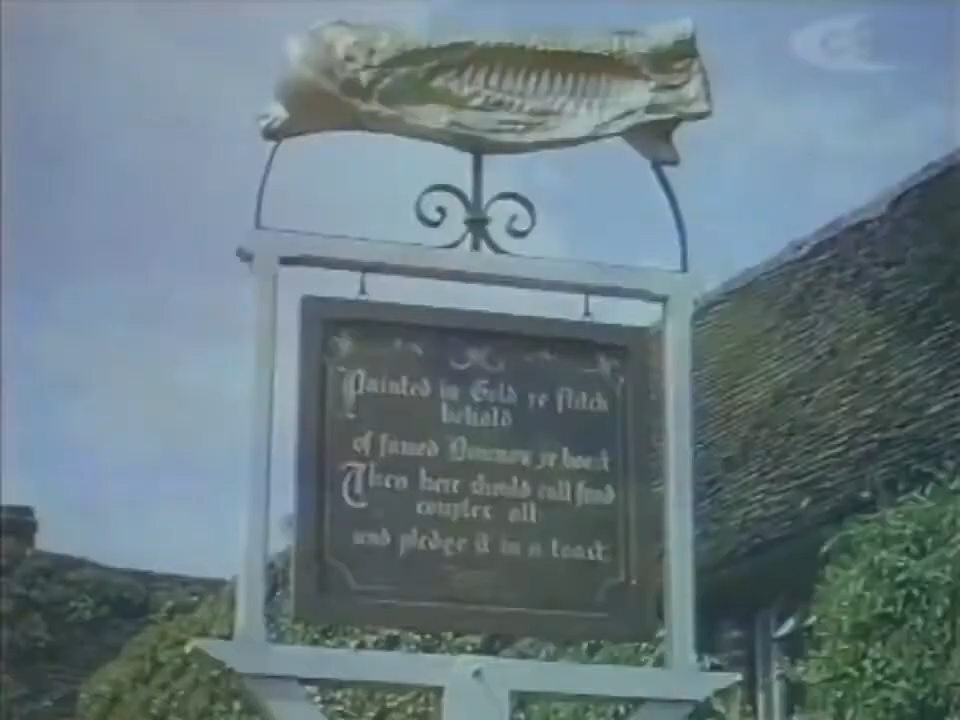 Painted in Gold ye flitch
behold
of famed Dunmow ye boast
Then here should call fond
couples all
and pledge it in a toast